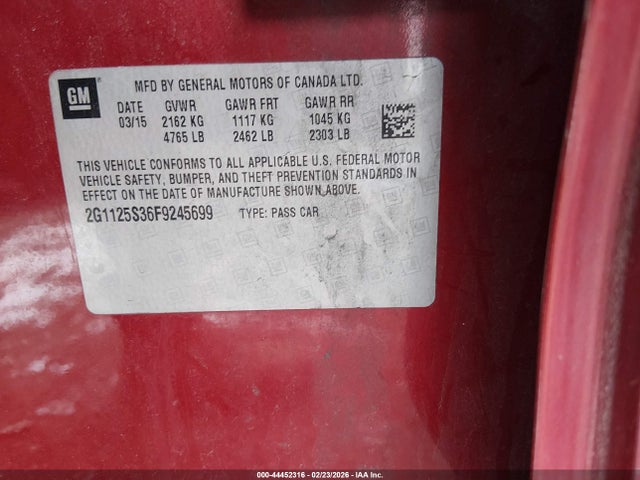 GM
MFD BY GENERAL MOTORS OF CANADA LTD.
DATE GVWR GAWR FRT GAWR RR
03/15 2162 KG 1117 KG 1045 KG
4765 LB 2462 LB 2303 LB
THIS VEHICLE CONFORMS TO ALL APPLICABLE U.S. FEDERAL MOTOR
VEHICLE SAFETY, BUMPER, AND THEFT PREVENTION STANDARDS IN
EFFECT ON THE DATE OF MANUFACTURE SHOWN ABOVE.
2G1125S36F9245699 TYPE: PASS CAR
000-44452316 - 02/23/2026 - © IAA Inc.